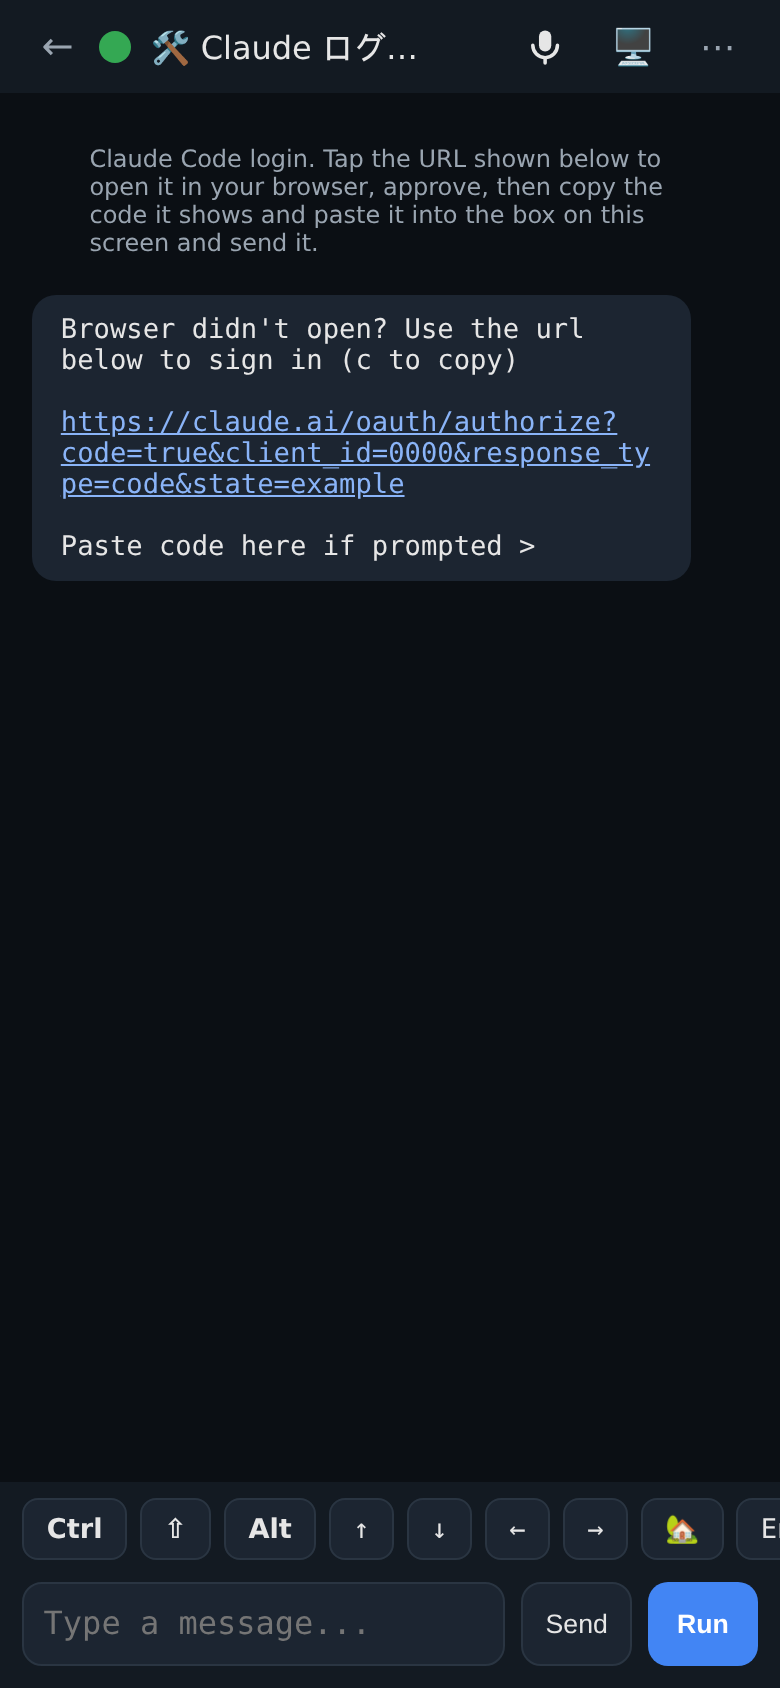 ← 🛠️ Claude ログ... ...
Claude Code login. Tap the URL shown below to
open it in your browser, approve, then copy the
code it shows and paste it into the box on this
screen and send it.
Browser didn't open? Use the url
below to sign in (c to copy)
https://claude.ai/oauth/authorize?
code=true&client_id=0000&response_ty
pe=code&state=example
Paste code here if prompted >
Ctrl ⇧ Alt ↑ ↓ ← → 🏡
Type a message... Send Run